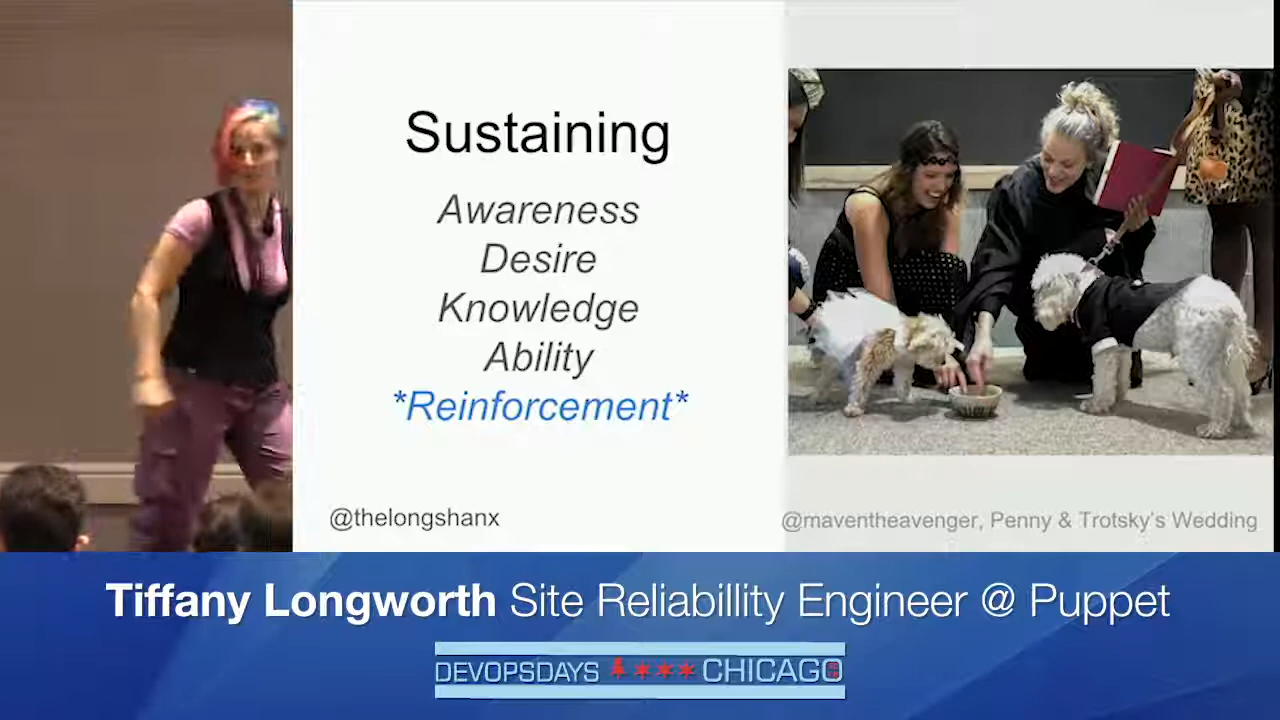 Sustaining
Awareness
Desire
Knowledge
Ability
*Reinforcement*
@thelongshanx
@maventheavenger, Penny & Trotsky's Wedding
Tiffany Longworth Site Reliabillity Engineer @ Puppet
DEVOPSDAYS CHICAGO